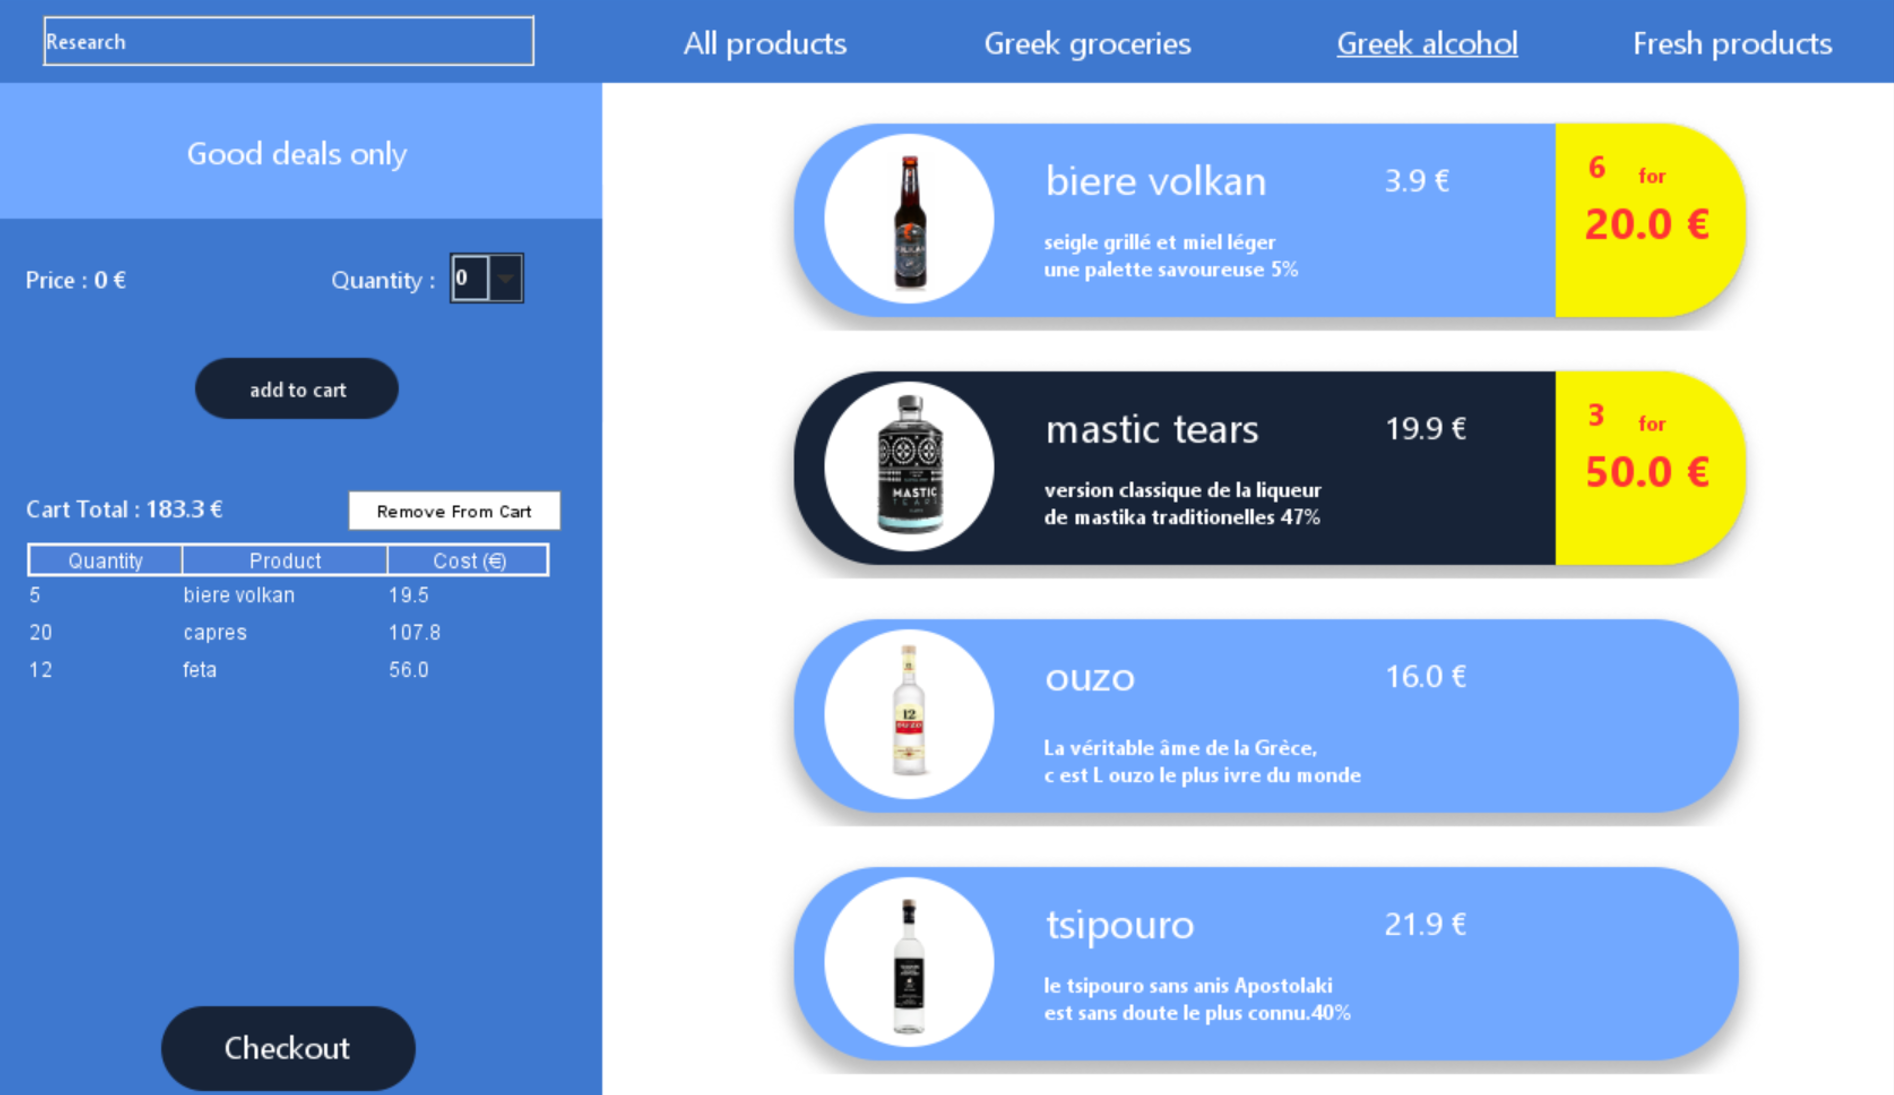 Research
All products
Greek groceries
Greek alcohol
Fresh products
Good deals only
Price : 0 €
Quantity :
0
add to cart
Cart Total : 183.3 €
Remove From Cart
Quantity Product Cost (€)
5 biere volkan 19.5
20 capres 107.8
12 feta 56.0
Checkout
biere volkan 3.9 €
seigle grillé et miel léger
une palette savoureuse 5%
6 for
20.0 €
mastic tears 19.9 €
version classique de la liqueur
de mastika traditionelles 47%
3 for
50.0 €
MASTIC
TEARS
ouzo 16.0 €
La véritable âme de la Grèce,
c est L ouzo le plus ivre du monde
12
OUZO
tsipouro 21.9 €
le tsipouro sans anis Apostolaki
est sans doute le plus connu.40%